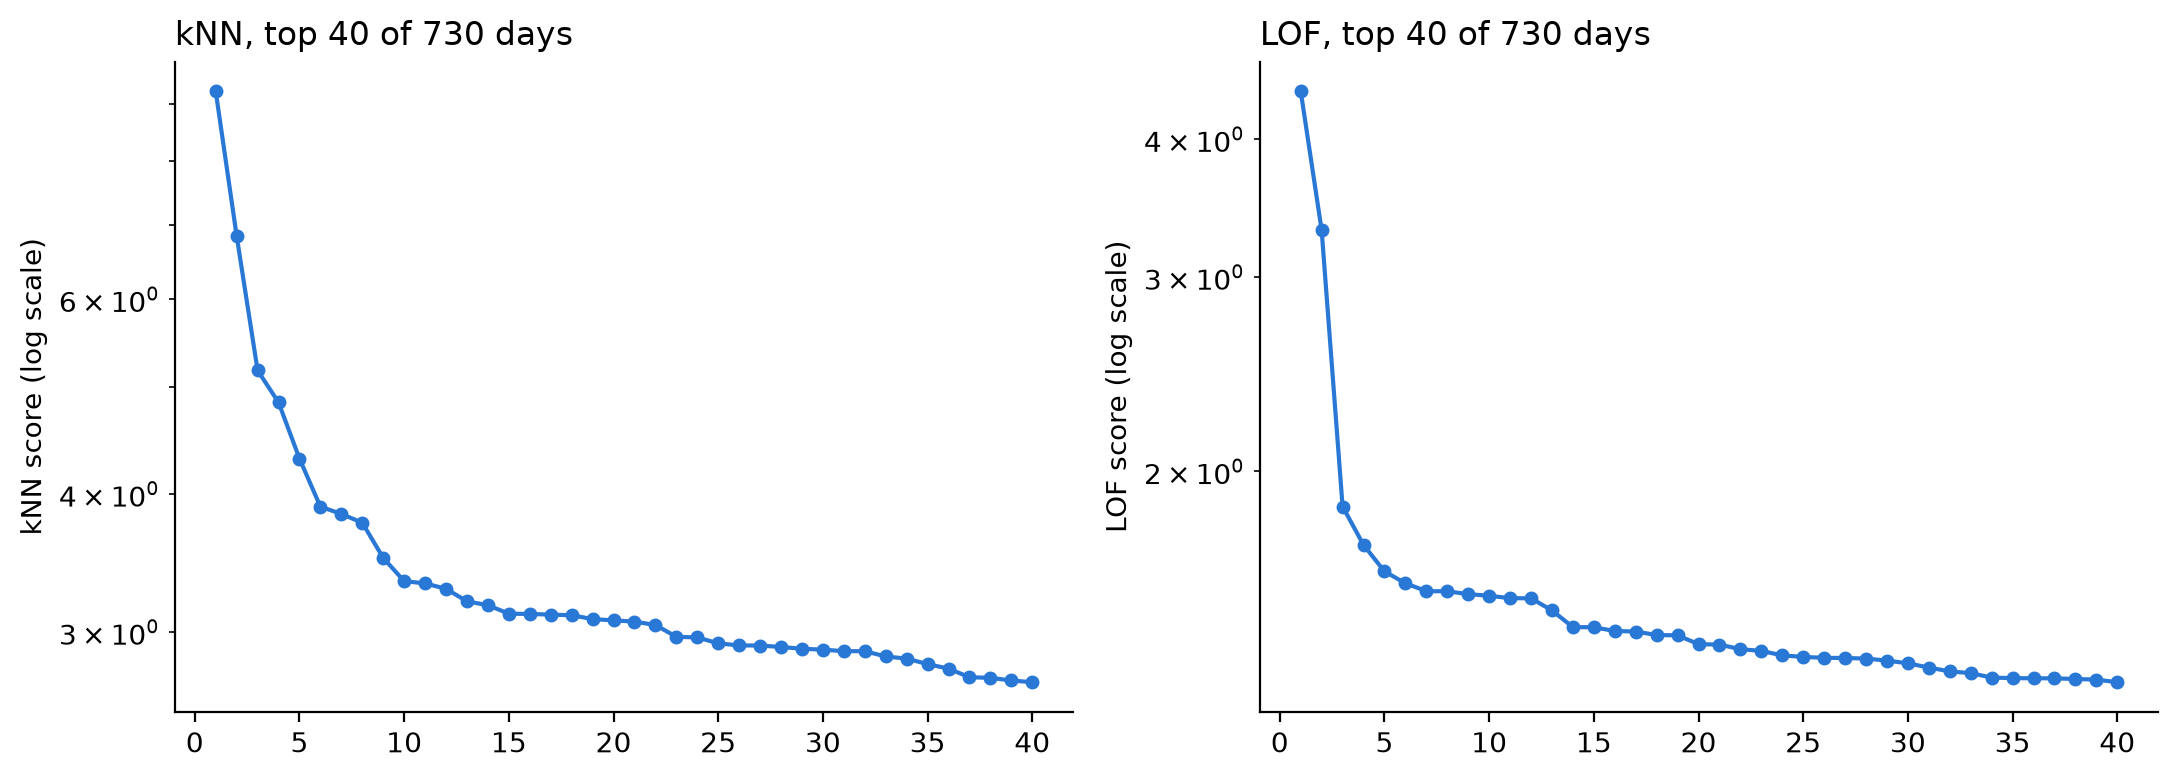 kNN, top 40 of 730 days
kNN score (log scale)
6 × 10⁰
4 × 10⁰
3 × 10⁰
0 5 10 15 20 25 30 35 40
LOF, top 40 of 730 days
LOF score (log scale)
4 × 10⁰
3 × 10⁰
2 × 10⁰
0 5 10 15 20 25 30 35 40